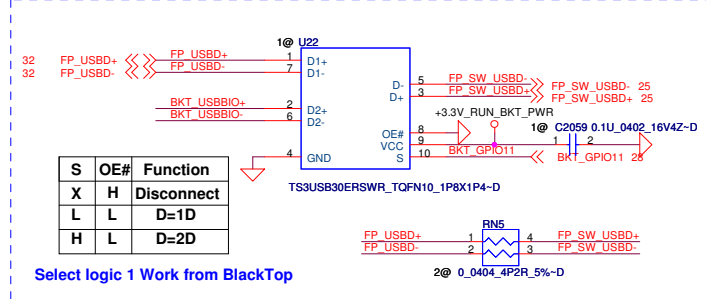 1@ U22
32 FP_USBD+ FP_USBD+ 1 D1+
32 FP_USBD- FP_USBD- 7 D1-
D- 5 FP_SW_USBD- FP_SW_USBD- 25
D+ 3 FP_SW_USBD+ FP_SW_USBD+ 25
BKT_USBBIO+ 2 D2+
BKT_USBBIO- 6 D2-
+3.3V_RUN_BKT_PWR
OE# 8
1@ C2059 0.1U_0402_16V4Z~D
VCC 9 1 2
4 GND S 10 BKT_GPIO11 BKT_GPIO11 28
TS3USB30ERSWR_TQFN10_1P8X1P4~D
S OE# Function
X H Disconnect
L L D=1D
H L D=2D
RN5
FP_USBD+ 1 4 FP_SW_USBD+
FP_USBD- 2 3 FP_SW_USBD-
2@ 0_0404_4P2R_5%~D
Select logic 1 Work from BlackTop